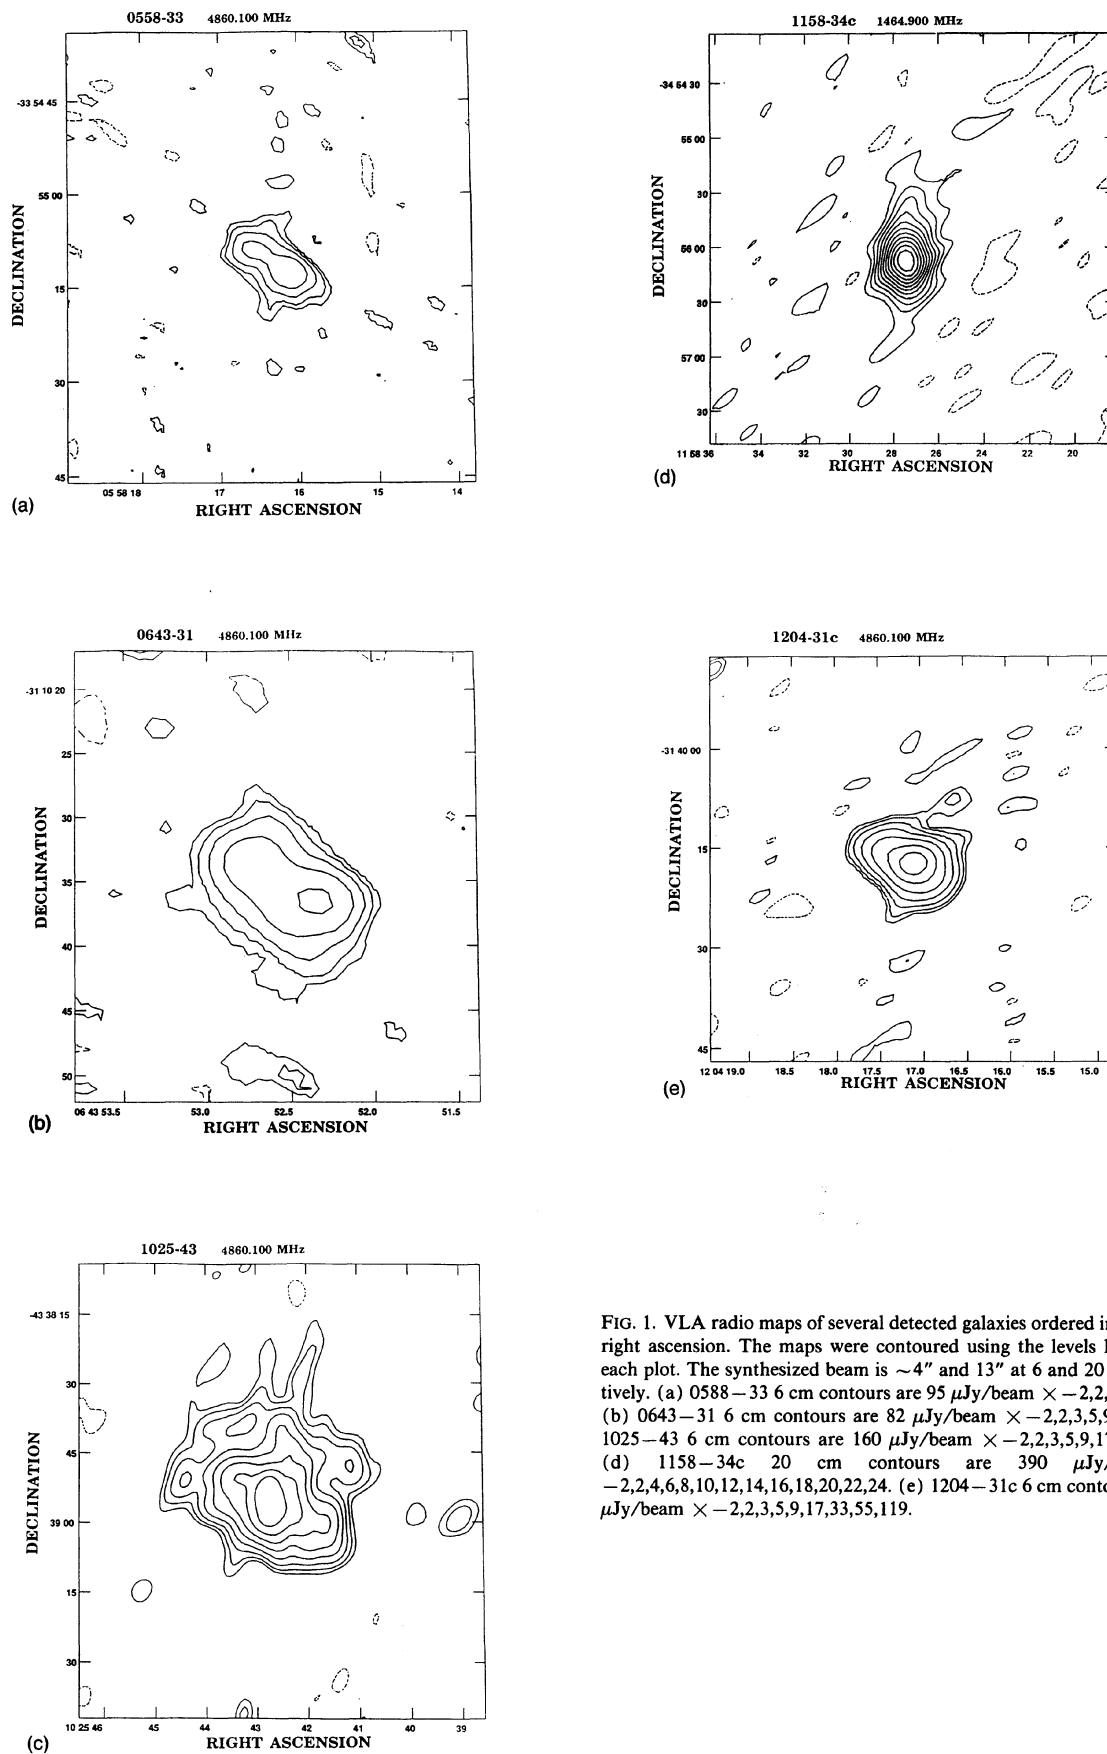 0558-33 4860.100 MHz
-33 54 45
55 00
15
30
45
DECLINATION
05 58 18
17
16
15
14
RIGHT ASCENSION
(a)
1158-34c 1464.900 MHz
-34 54 30
55 00
30
56 00
30
57 00
30
DECLINATION
11 58 36
34
32
30
28
26
24
22
20
RIGHT ASCENSION
(d)
0643-31 4860.100 MHz
-31 10 20
25
30
35
40
45
50
DECLINATION
06 43 53.5
53.0
52.5
52.0
51.5
RIGHT ASCENSION
(b)
1204-31c 4860.100 MHz
-31 40 00
15
30
45
DECLINATION
12 04 19.0
18.5
18.0
17.5
17.0
16.5
16.0
15.5
15.0
RIGHT ASCENSION
(e)
1025-43 4860.100 MHz
-43 38 15
30
45
39 00
15
30
DECLINATION
10 25 46
45
44
43
42
41
40
39
RIGHT ASCENSION
(c)
FIG. 1. VLA radio maps of several detected galaxies ordered
right ascension. The maps were contoured using the levels
each plot. The synthesized beam is ~4″ and 13″ at 6 and 20
tively. (a) 0588−33 6 cm contours are 95 μJy/beam × −2,2,
(b) 0643−31 6 cm contours are 82 μJy/beam × −2,2,3,5,9
1025−43 6 cm contours are 160 μJy/beam × −2,2,3,5,9,17
(d) 1158−34c 20 cm contours are 390 μJy/
−2,2,4,6,8,10,12,14,16,18,20,22,24. (e) 1204−31c 6 cm
μJy/beam × −2,2,3,5,9,17,33,55,119.